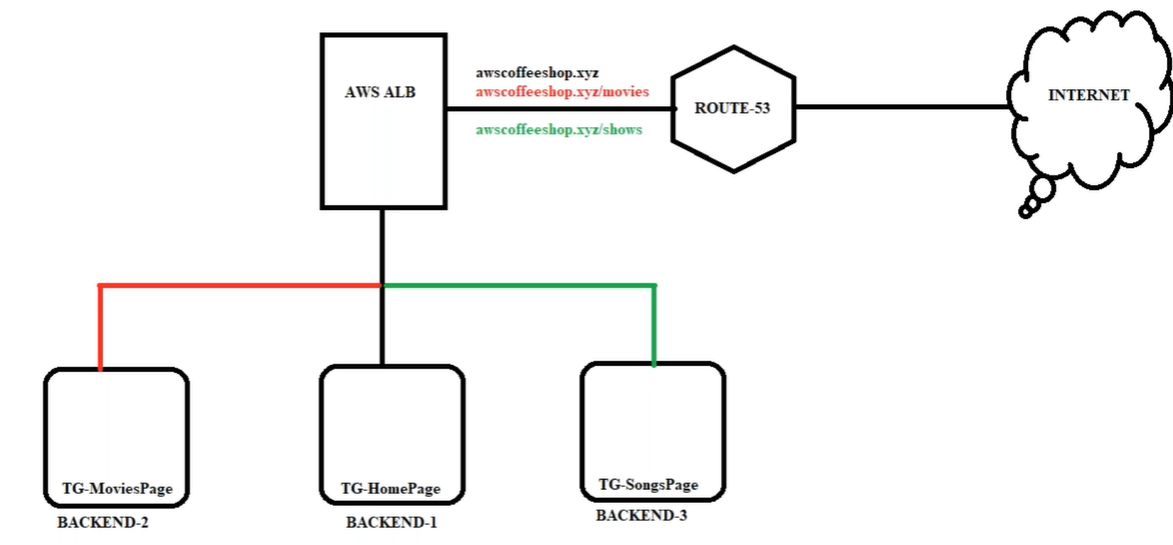 AWS ALB
awscoffeeshop.xyz
awscoffeeshop.xyz/movies
awscoffeeshop.xyz/shows
ROUTE-53
INTERNET
TG-MoviesPage
BACKEND-2
TG-HomePage
BACKEND-1
TG-SongsPage
BACKEND-3